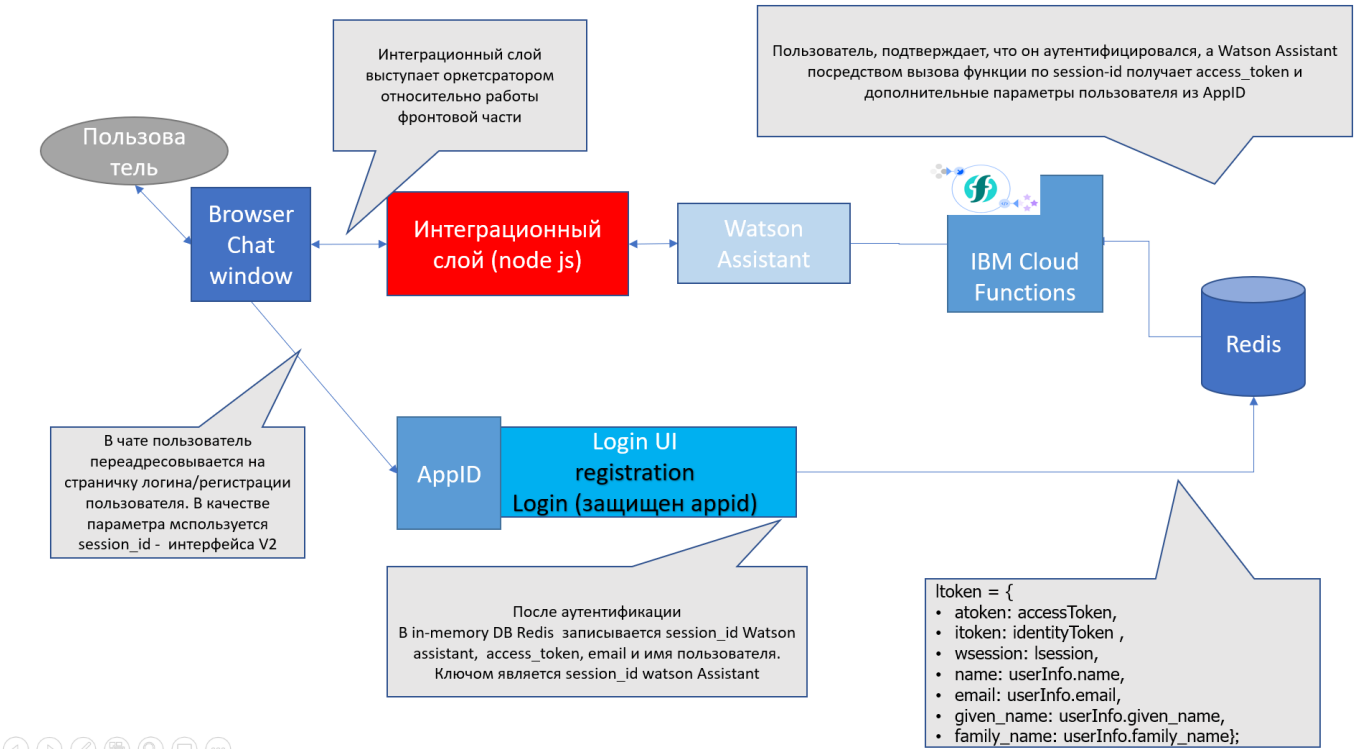 Интеграционный слой
выступает оркетсратором
относительно работы
фронтовой части
Пользователь, подтверждает, что он аутентифицировался, а Watson Assistant
посредством вызова функции по session-id получает access_token и
дополнительные параметры пользователя из AppID
Пользова
тель
Browser
Chat
window
Интеграционный
слой (node js)
Watson
Assistant
IBM Cloud
Functions
Redis
В чате пользователь
переадресовывается на
страничку логина/регистрации
пользователя. В качестве
параметра мспользуется
session_id - интерфейса V2
AppID
Login UI
registration
Login (защищен appid)
После аутентификации
В in-memory DB Redis записывается session_id Watson
assistant, access_token, email и имя пользователя.
Ключом является session_id watson Assistant
ltoken = {
• atoken: accessToken,
• itoken: identityToken ,
• wsession: lsession,
• name: userInfo.name,
• email: userInfo.email,
• given_name: userInfo.given_name,
• family_name: userInfo.family_name};